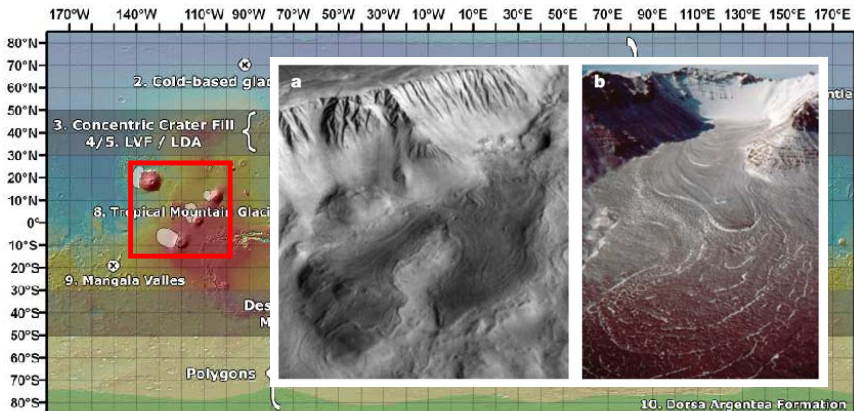 170°W 140°W 110°W 90°W 70°W 50°W 30°W 10°W 10°E 30°E 50°E 70°E 90°E 110°E 130°E 150°E 170°E
80°N
70°N
60°N
50°N
40°N
30°N
20°N
10°N
0°
10°S
20°S
30°S
40°S
50°S
60°S
70°S
80°S
2. Cold-based glac
3. Concentric Crater Fill
4/5. LVF / LDA
8. Tropical Mountain Glaci
9. Mangala Valles
Des
M
Polygons
a
b
ntle
10. Dorsa Argentea Formation